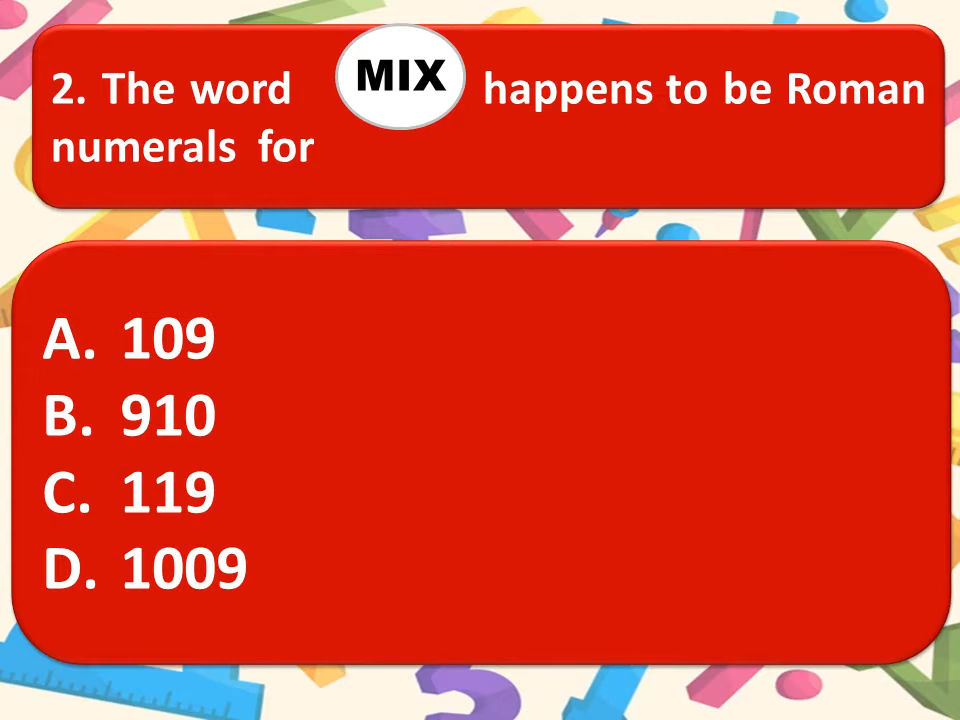 2. The word MIX happens to be Roman
numerals for
A. 109
B. 910
C. 119
D. 1009